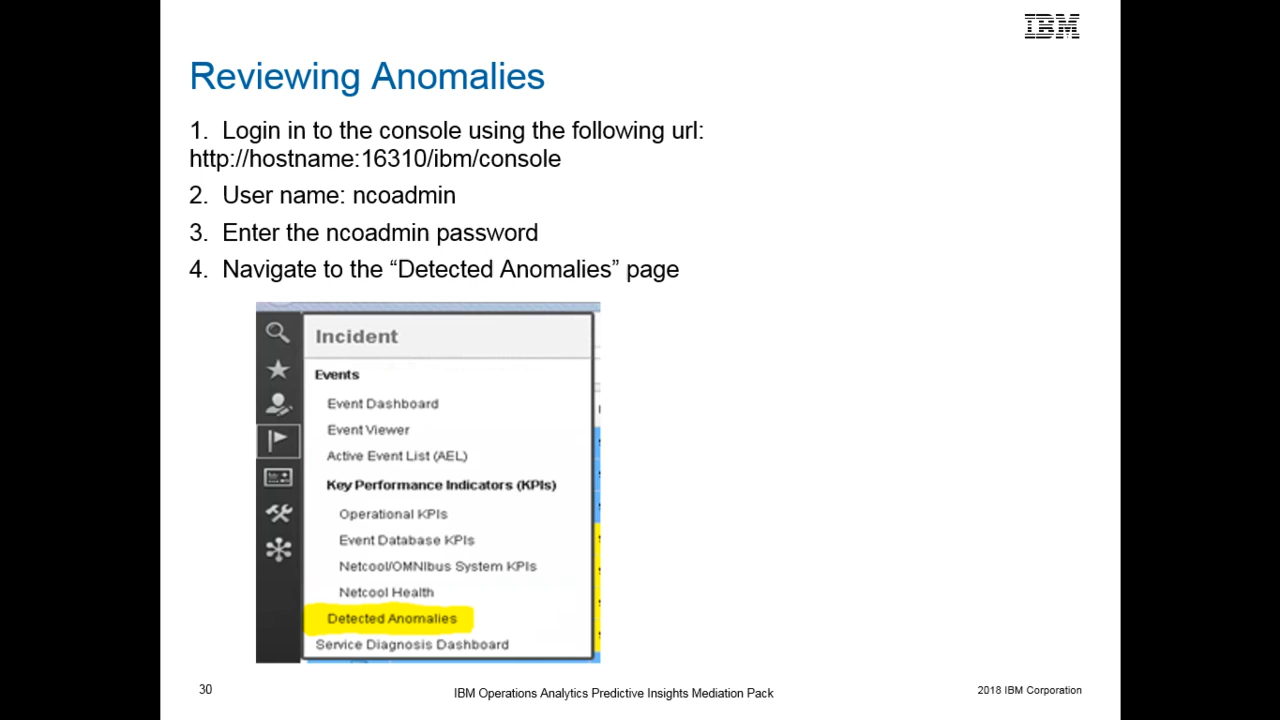 IBM
Reviewing Anomalies
1. Login in to the console using the following url:
http://hostname:16310/ibm/console
2. User name: ncoadmin
3. Enter the ncoadmin password
4. Navigate to the “Detected Anomalies” page
Incident
Events
Event Dashboard
Event Viewer
Active Event List (AEL)
Key Performance Indicators (KPIs)
Operational KPIs
Event Database KPIs
Netcool/OMNIbus System KPIs
Netcool Health
Detected Anomalies
Service Diagnosis Dashboard
30
IBM Operations Analytics Predictive Insights Mediation Pack
2018 IBM Corporation